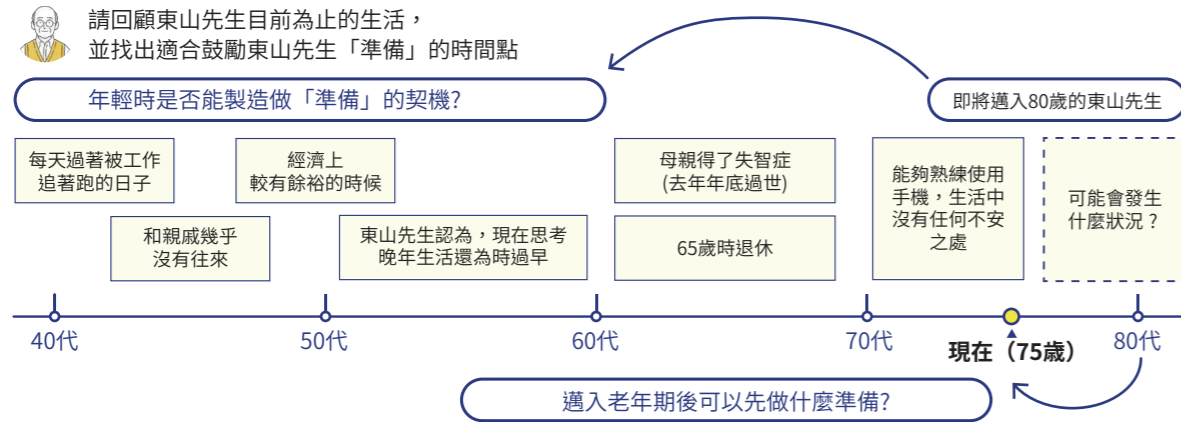 請回顧東山先生目前為止的生活，
並找出適合鼓勵東山先生「準備」的時間點
年輕時是否能製造做「準備」的契機?
即將邁入80歲的東山先生
每天過著被工作
追著跑的日子
經濟上
較有餘裕的時候
母親得了失智症
(去年年底過世)
能夠熟練使用
手機，生活中
沒有任何不安
之處
可能會發生
什麼狀況？
和親戚幾乎
沒有往來
東山先生認為，現在思考
晚年生活還為時過早
65歲時退休
40代
50代
60代
70代
現在（75歲）
80代
邁入老年期後可以先做什麼準備?